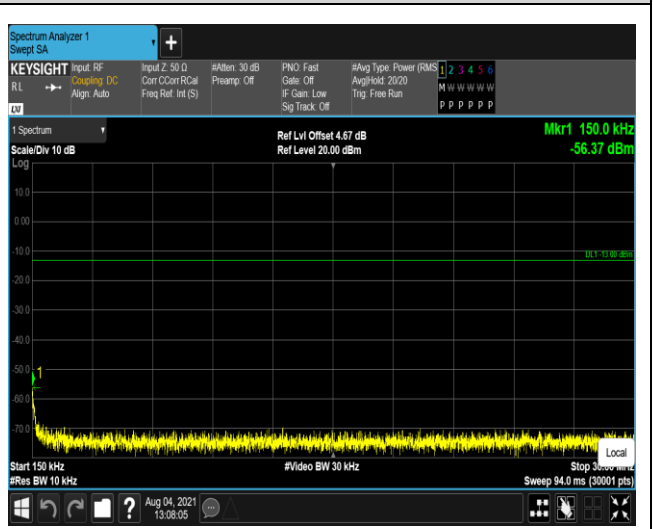 Spectrum Analyzer 1
Swept SA
KEYSIGHT
RL
LXI
Input: RF
Coupling: DC
Align: Auto
Input Z: 50 Ω
Corr CCorr RCal
Freq Ref: Int (S)
#Atten: 30 dB
Preamp: Off
PNO: Fast
Gate: Off
IF Gain: Low
Sig Track: Off
#Avg Type: Power (RMS
Avg|Hold: 20/20
Trig: Free Run
1 2 3 4 5 6
M W W W W W
P P P P P P
1 Spectrum
Scale/Div 10 dB
Log
Ref Lvl Offset 4.67 dB
Ref Level 20.00 dBm
Mkr1 150.0 kHz
-56.37 dBm
10.0
0.00
-10.0
DL1 -13.00 dBm
-20.0
-30.0
-40.0
-50.0
1
-60.0
-70.0
Local
Start 150 kHz
#Video BW 30 kHz
Stop 30.00 MHz
#Res BW 10 kHz
Sweep 94.0 ms (30001 pts)
?
Aug 04, 2021
13:08:05